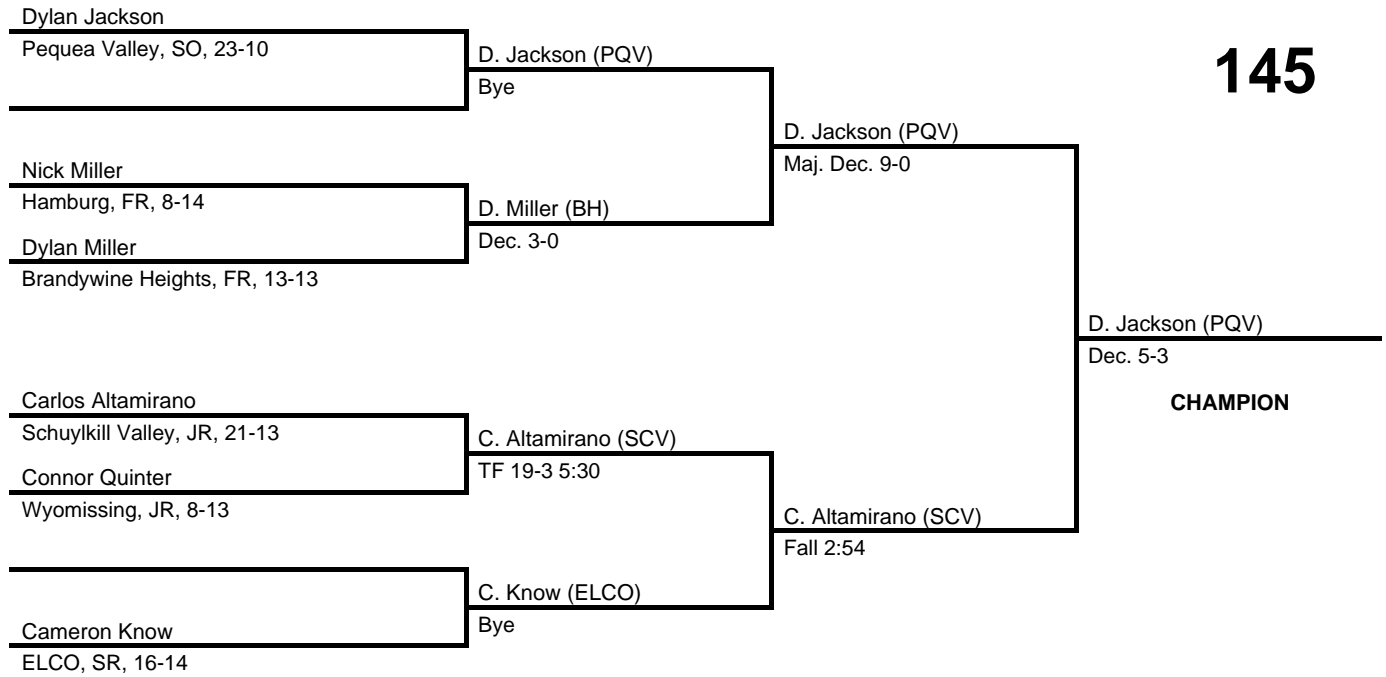 Dylan Jackson
Pequea Valley, SO, 23-10
D. Jackson (PQV)
Bye
145
D. Jackson (PQV)
Maj. Dec. 9-0
Nick Miller
Hamburg, FR, 8-14
D. Miller (BH)
Dec. 3-0
Dylan Miller
Brandywine Heights, FR, 13-13
D. Jackson (PQV)
Dec. 5-3
CHAMPION
Carlos Altamirano
Schuylkill Valley, JR, 21-13
C. Altamirano (SCV)
TF 19-3 5:30
Connor Quinter
Wyomissing, JR, 8-13
C. Altamirano (SCV)
Fall 2:54
C. Know (ELCO)
Bye
Cameron Know
ELCO, SR, 16-14